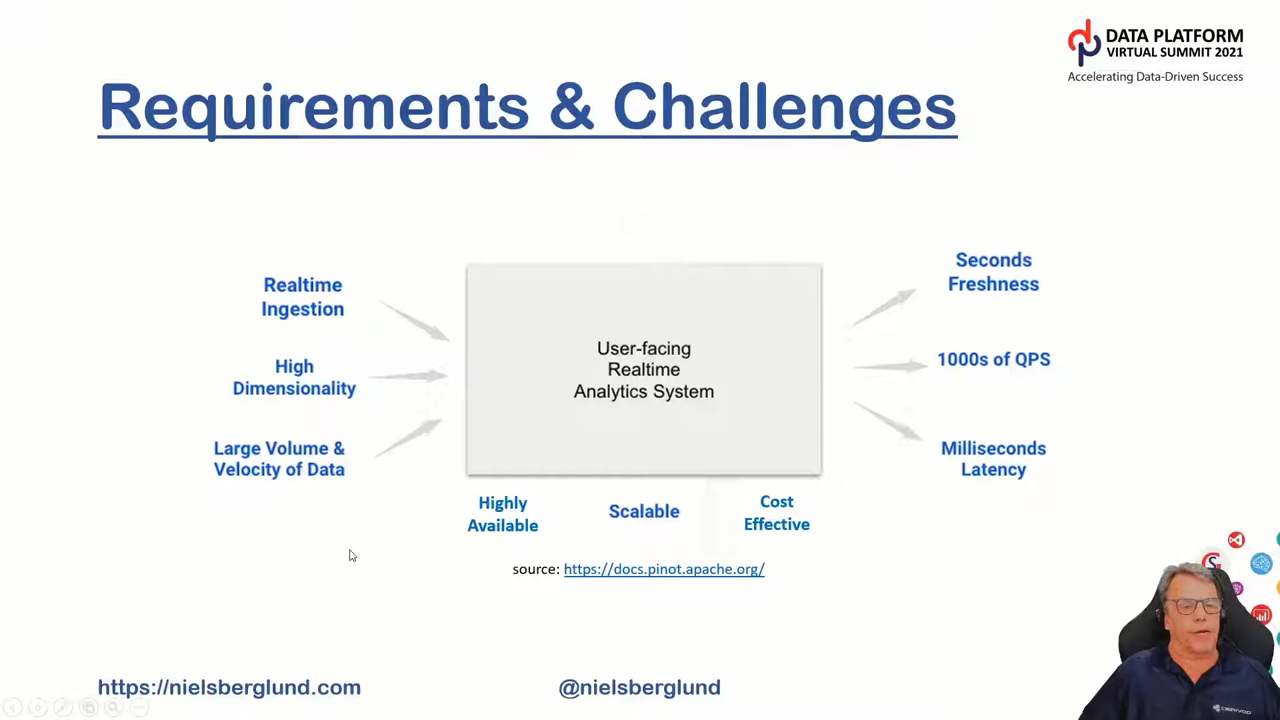 DATA PLATFORM
VIRTUAL SUMMIT 2021
Accelerating Data-Driven Success
Requirements & Challenges
Realtime
Ingestion
High
Dimensionality
Large Volume &
Velocity of Data
User-facing
Realtime
Analytics System
Seconds
Freshness
1000s of QPS
Milliseconds
Latency
Highly
Available
Scalable
Cost
Effective
source: https://docs.pinot.apache.org/
https://nielsberglund.com
@nielsberglund